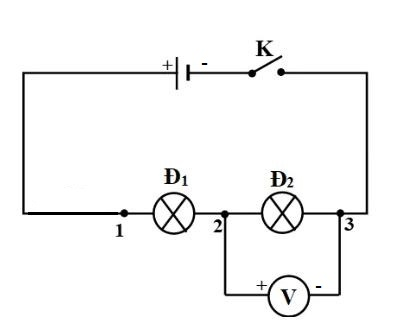 + - K
Đ1 Đ2
1 2 3
+ V -